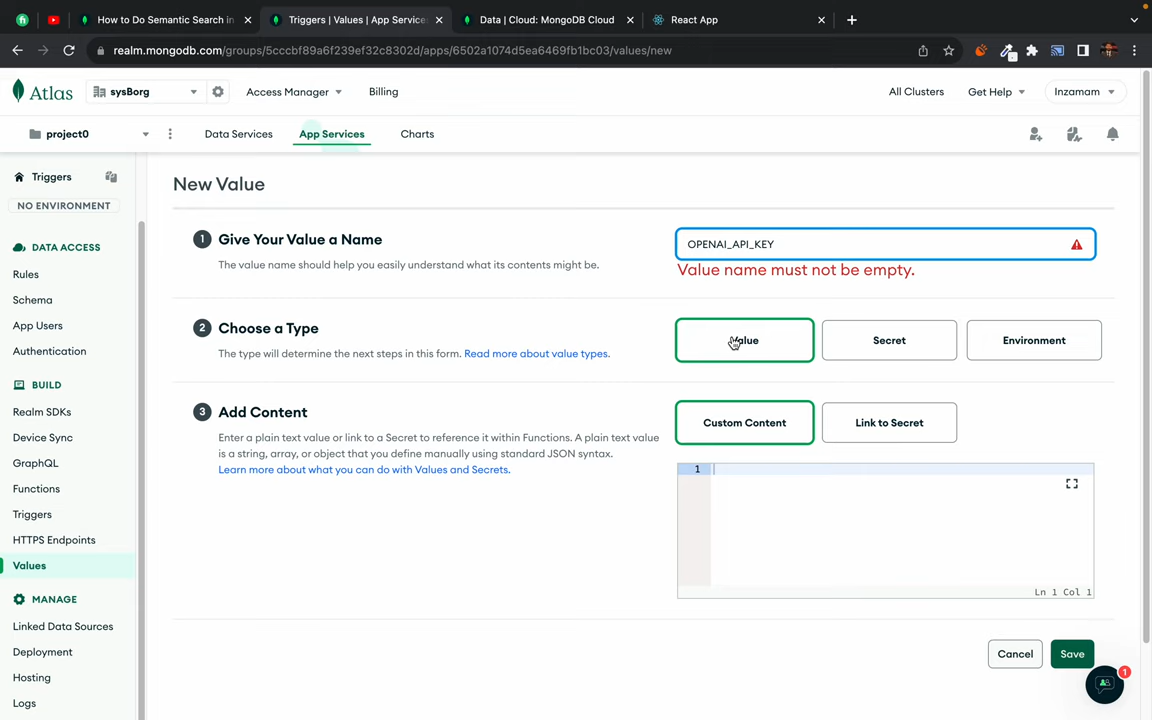 How to Do Semantic Search in
Triggers | Values | App Service
Data | Cloud: MongoDB Cloud
React App
realm.mongodb.com/groups/5cccbf89a6f239ef32c8302d/apps/6502a1074d5ea6469fb1bc03/values/new
Atlas
sysBorg
Access Manager
Billing
All Clusters
Get Help
Inzamam
project0
Data Services
App Services
Charts
Triggers
NO ENVIRONMENT
DATA ACCESS
Rules
Schema
App Users
Authentication
BUILD
Realm SDKs
Device Sync
GraphQL
Functions
Triggers
HTTPS Endpoints
Values
MANAGE
Linked Data Sources
Deployment
Hosting
Logs
New Value
1 Give Your Value a Name
The value name should help you easily understand what its contents might be.
OPENAI_API_KEY
Value name must not be empty.
2 Choose a Type
The type will determine the next steps in this form. Read more about value types.
Value
Secret
Environment
3 Add Content
Enter a plain text value or link to a Secret to reference it within Functions. A plain text value
is a string, array, or object that you define manually using standard JSON syntax.
Learn more about what you can do with Values and Secrets.
Custom Content
Link to Secret
1
Ln 1 Col 1
Cancel
Save
1